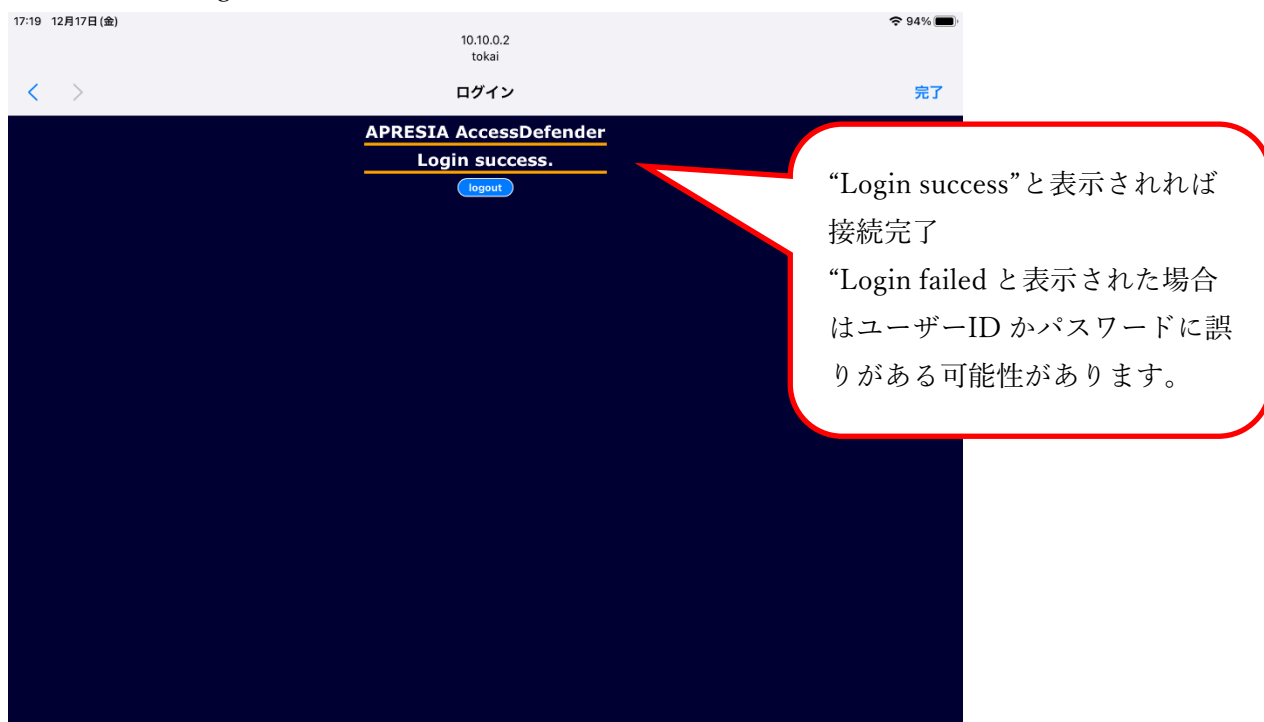 17:19 12月17日(金)
94%
10.10.0.2
tokai
ログイン
完了
APRESIA AccessDefender
Login success.
logout
“Login success”と表示されれば
接続完了
“Login failed と表示された場合
はユーザーID かパスワードに誤
りがある可能性があります。